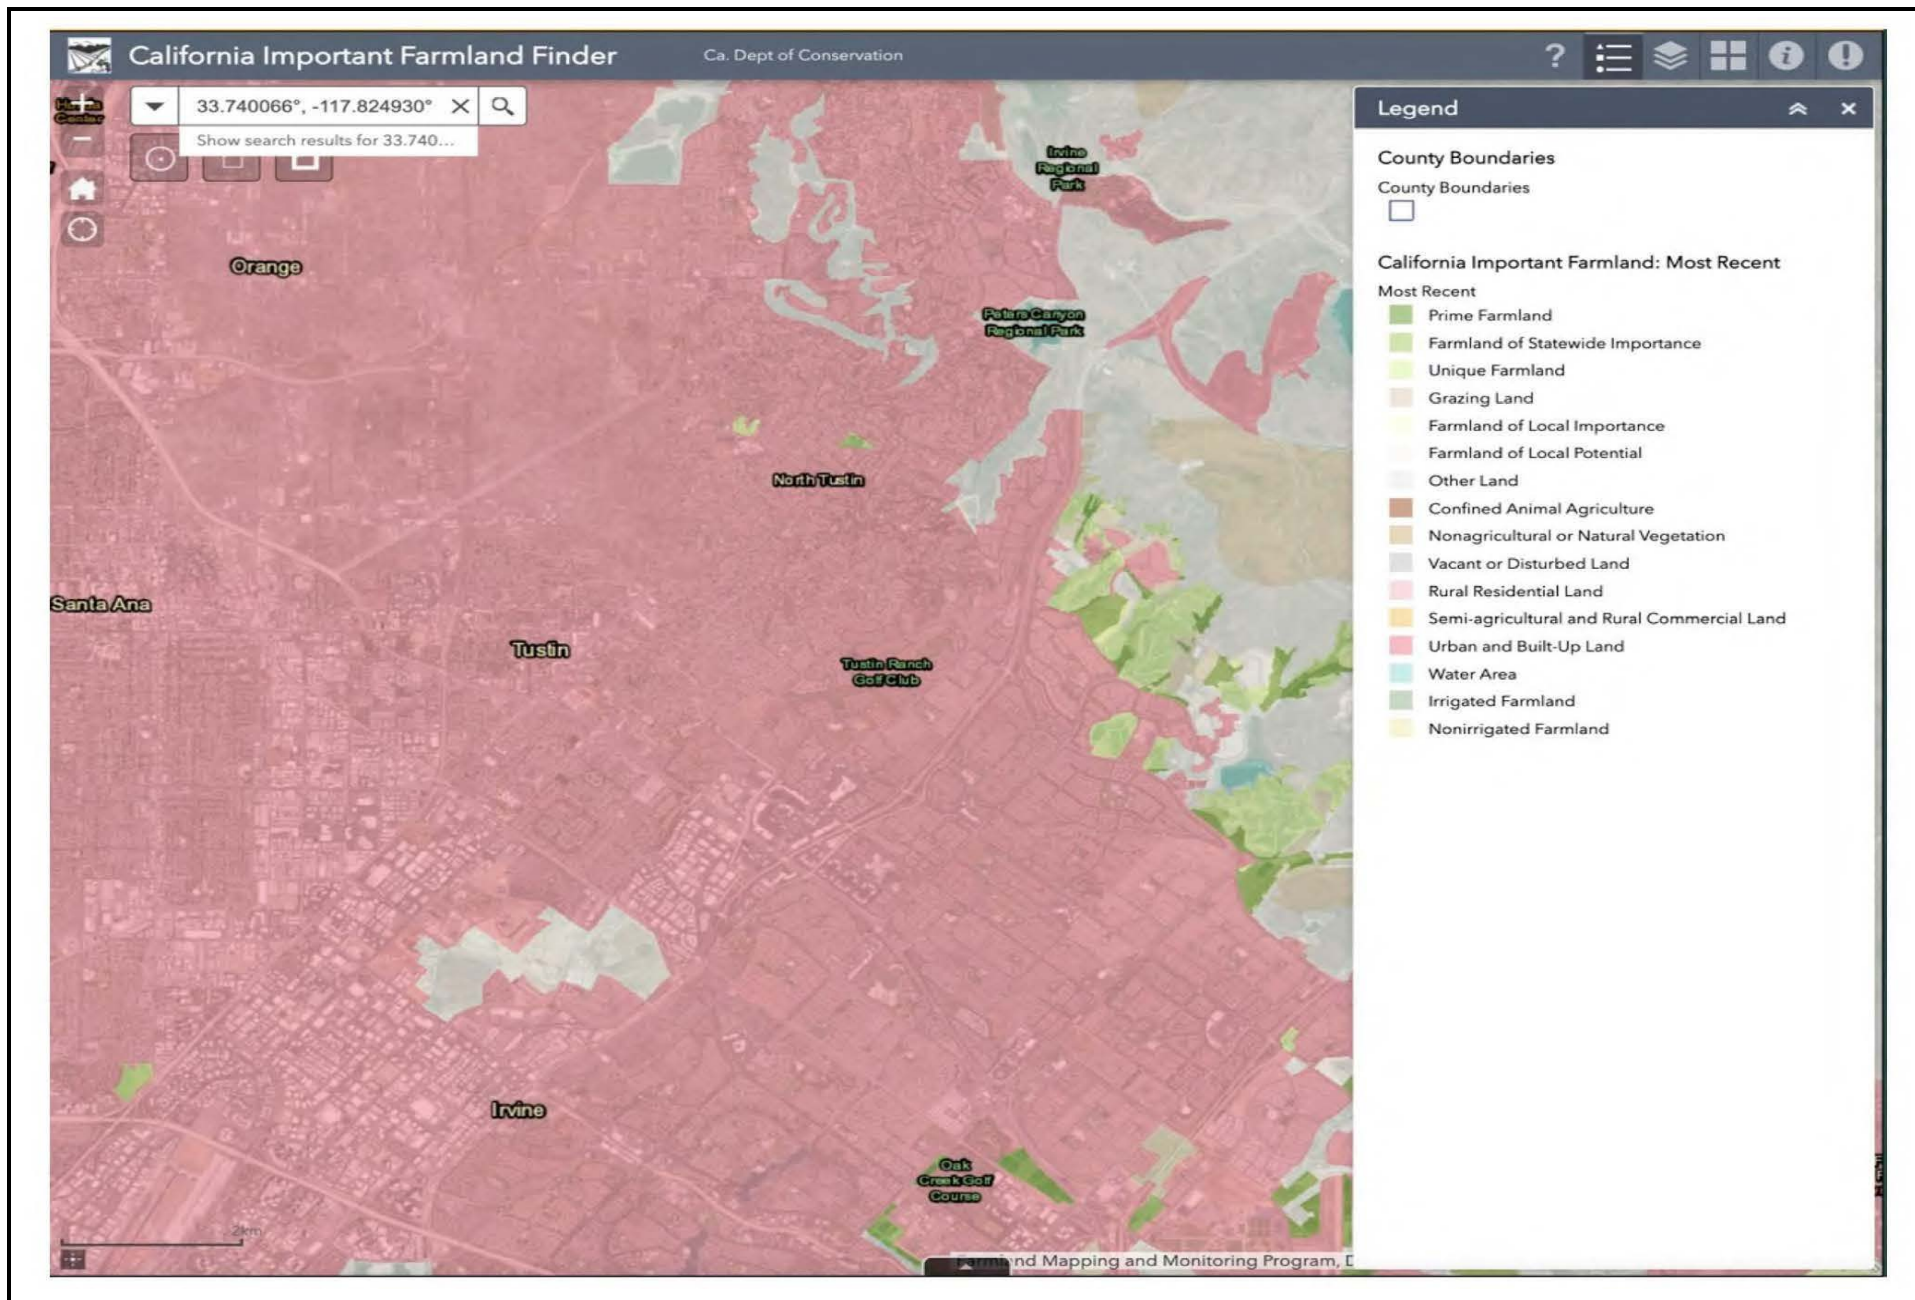 California Important Farmland Finder
Ca. Dept of Conservation
?
33.740066°, -117.824930°
Show search results for 33.740...
Center
Irvine
Regional
Park
Orange
Peters Canyon
Regional Park
North Tustin
Santa Ana
Tustin
Tustin Ranch
Golf Club
Irvine
Oak
Creek Golf
Course
2km
Farmland Mapping and Monitoring Program, D
Legend
County Boundaries
County Boundaries
California Important Farmland: Most Recent
Most Recent
Prime Farmland
Farmland of Statewide Importance
Unique Farmland
Grazing Land
Farmland of Local Importance
Farmland of Local Potential
Other Land
Confined Animal Agriculture
Nonagricultural or Natural Vegetation
Vacant or Disturbed Land
Rural Residential Land
Semi-agricultural and Rural Commercial Land
Urban and Built-Up Land
Water Area
Irrigated Farmland
Nonirrigated Farmland